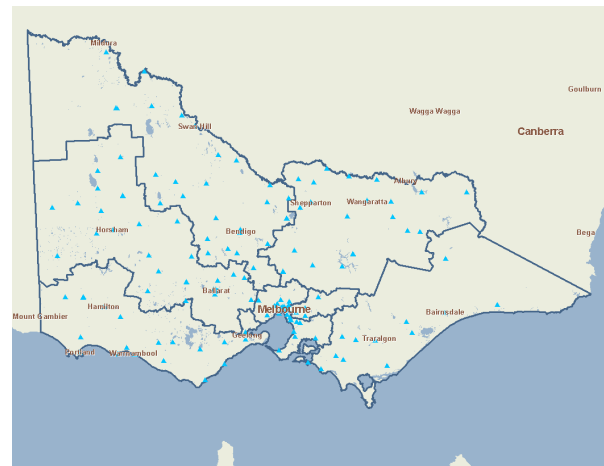 Mildura
Goulburn
Wagga Wagga
Swan Hill
Canberra
Albury
Shepparton
Wangaratta
Horsham
Bendigo
Bega
Ballarat
Hamilton
Melbourne
Bairnsdale
Mount Gambier
Geelong
Traralgon
Portland
Warrnambool